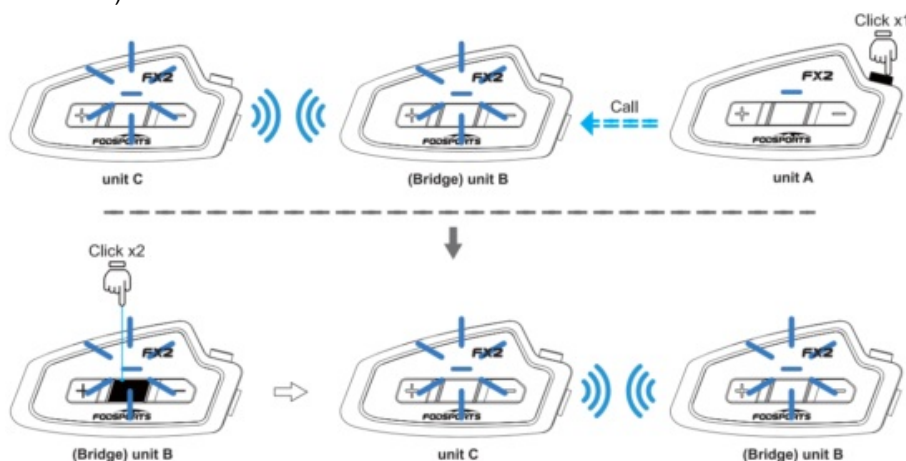 )
Click x1
FX2
FX2
FX2
Call
FODSPORTS
FODSPORTS
FODSPORTS
unit C
(Bridge) unit B
unit A
Click x2
FX2
FX2
FX2
FODSPORTS
FODSPORTS
FODSPORTS
(Bridge) unit B
unit C
(Bridge) unit B